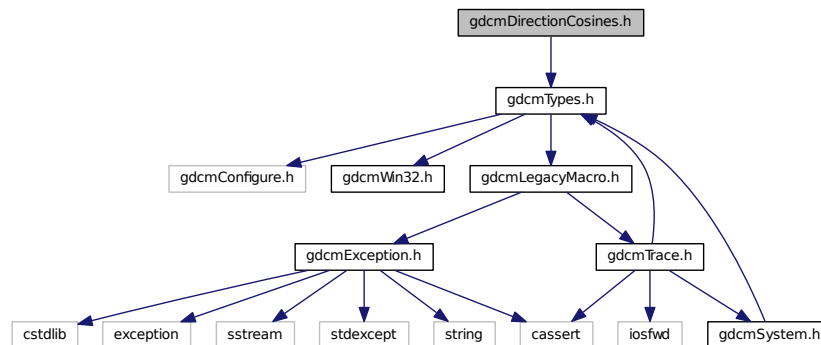 gdcmDirectionCosines.h
gdcmTypes.h
gdcmConfigure.h
gdcmWin32.h
gdcmLegacyMacro.h
gdcmException.h
gdcmTrace.h
cstdlib
exception
sstream
stdexcept
string
cassert
iosfwd
gdcmSystem.h